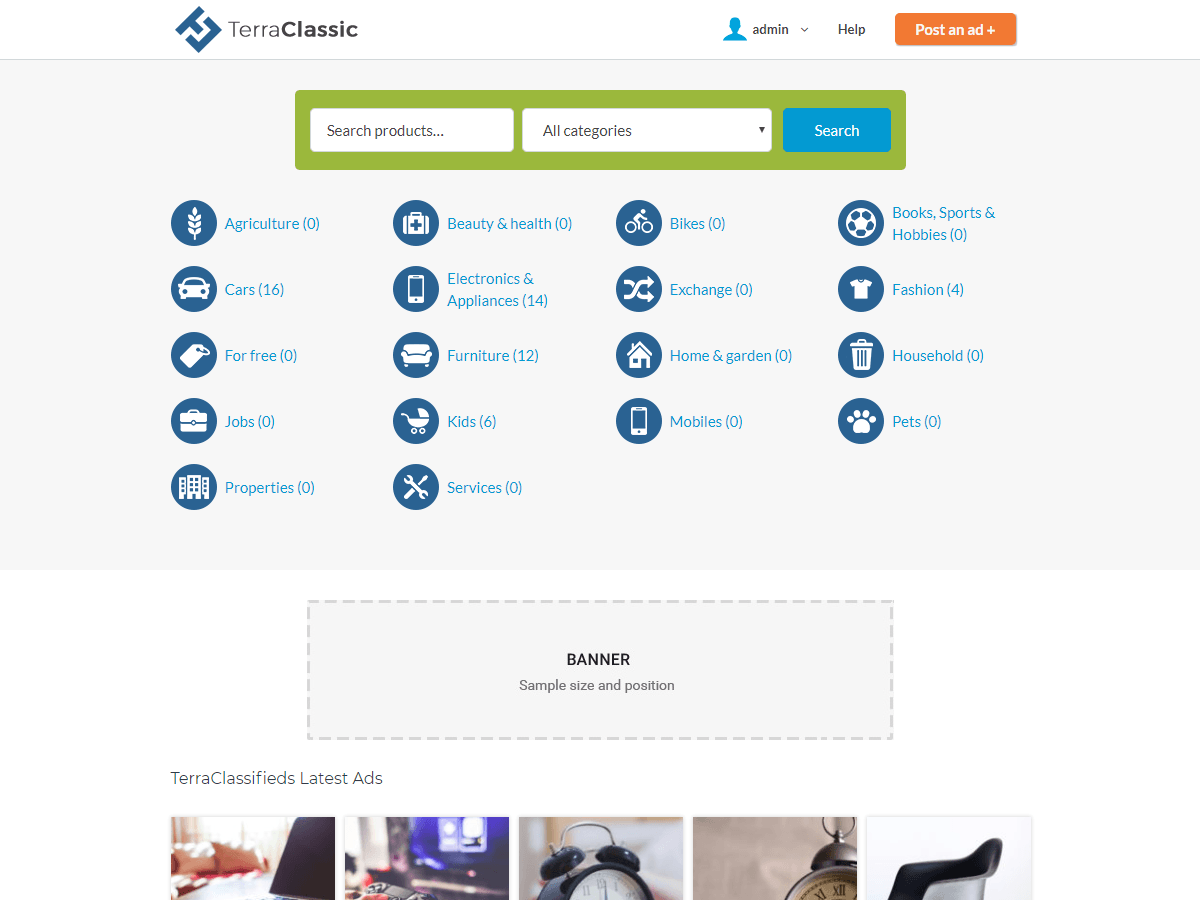 TerraClassic
admin
Help
Post an ad +
Search products...
All categories
Search
Agriculture (0)
Beauty & health (0)
Bikes (0)
Books, Sports &
Hobbies (0)
Cars (16)
Electronics &
Appliances (14)
Exchange (0)
Fashion (4)
For free (0)
Furniture (12)
Home & garden (0)
Household (0)
Jobs (0)
Kids (6)
Mobiles (0)
Pets (0)
Properties (0)
Services (0)
BANNER
Sample size and position
TerraClassifieds Latest Ads